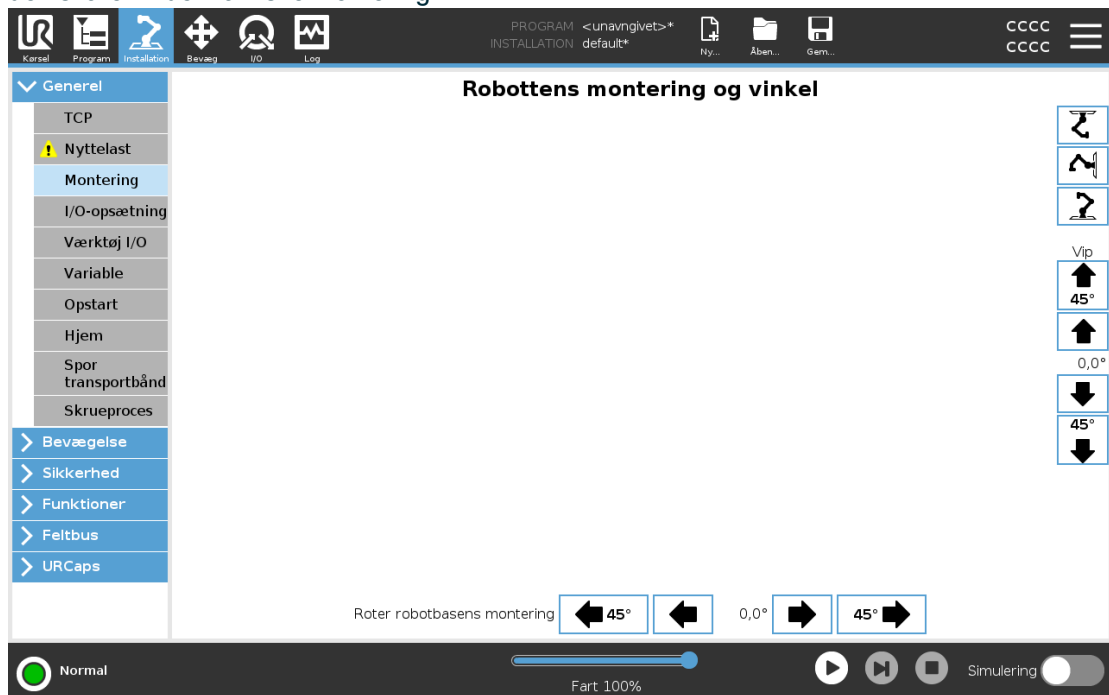 UR
PROGRAM <unavngivet>*
INSTALLATION default*
Kørsel Program Installation Bevæg I/O Log
Ny... Åben... Gem...
CCCC
CCCC
Generel
TCP
Nyttelast
Montering
I/O-opsætning
Værktøj I/O
Variable
Opstart
Hjem
Spor
transportbånd
Skrueproces
Bevægelse
Sikkerhed
Funktioner
Feltbus
URCaps
Robottens montering og vinkel
Vip
45°
0,0°
45°
Roter robotbasens montering 45° 0,0° 45°
Normal
Fart 100%
Simulering